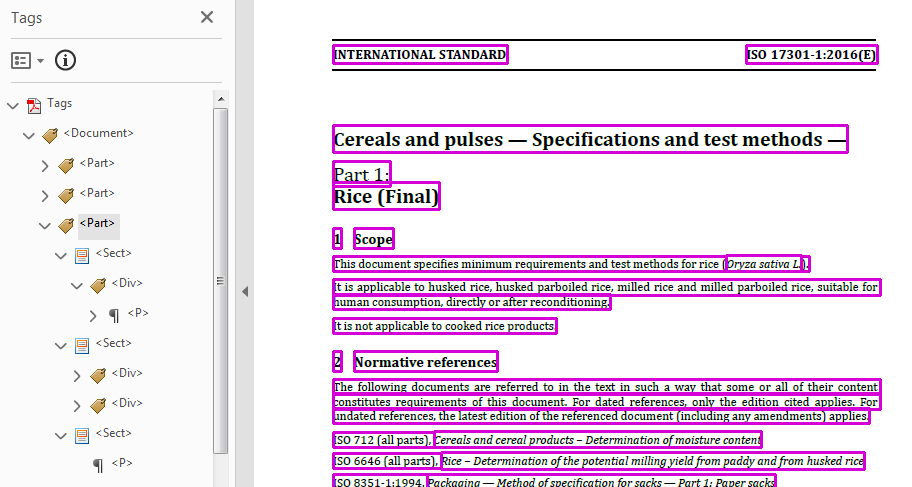 Tags
Tags
<Document>
<Part>
<Part>
<Part>
<Sect>
<Div>
<P>
<Sect>
<Div>
<Div>
<Sect>
<P>
INTERNATIONAL STANDARD ISO 17301-1:2016(E)
Cereals and pulses — Specifications and test methods —
Part 1:
Rice (Final)
1 Scope
This document specifies minimum requirements and test methods for rice (Oryza sativa L.).
It is applicable to husked rice, husked parboiled rice, milled rice and milled parboiled rice, suitable for
human consumption, directly or after reconditioning.
It is not applicable to cooked rice products.
2 Normative references
The following documents are referred to in the text in such a way that some or all of their content
constitutes requirements of this document. For dated references, only the edition cited applies. For
undated references, the latest edition of the referenced document (including any amendments) applies.
ISO 712 (all parts), Cereals and cereal products – Determination of moisture content
ISO 6646 (all parts), Rice – Determination of the potential milling yield from paddy and from husked rice
ISO 8351-1:1994, Packaging — Method of specification for sacks — Part 1: Paper sacks